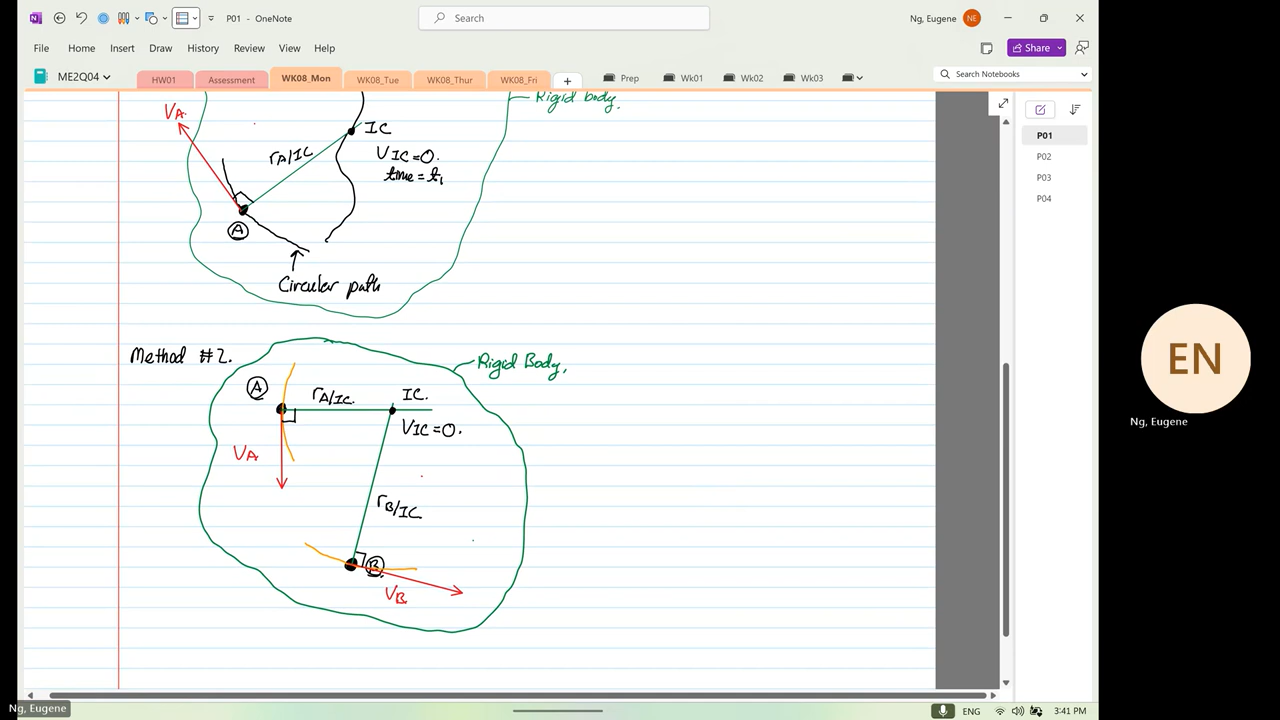 P01 - OneNote
Search
Ng, Eugene
NE
File
Home
Insert
Draw
History
Review
View
Help
Share
ME2Q04
HW01
Assessment
WK08_Mon
WK08_Tue
WK08_Thur
WK08_Fri
+
Prep
Wk01
Wk02
Wk03
Search Notebooks
P01
P02
P03
P04
Rigid body.
VA.
IC
rA/IC
VIC=0.
time = t1
A
Circular path
Method #2.
Rigid Body,
A
rA/IC.
IC.
VIC=0.
VA
rB/IC
B
VB
EN
Ng, Eugene
Ng, Eugene
ENG
3:41 PM